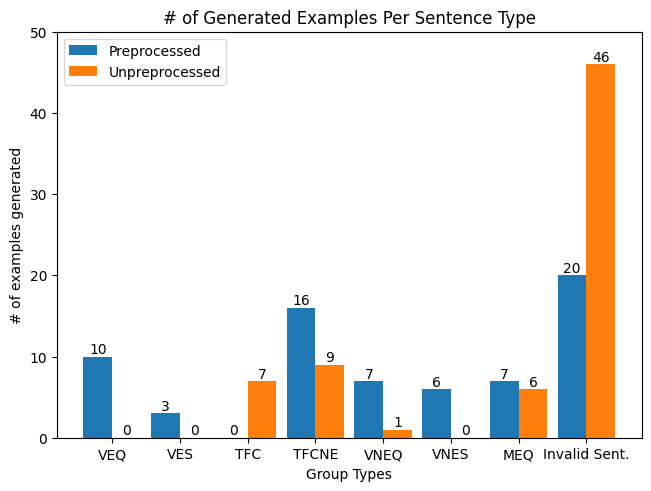 # of Generated Examples Per Sentence Type
Preprocessed
Unpreprocessed
# of examples generated
50
40
30
20
10
0
10
0
3
0
0
7
16
9
7
1
6
0
7
6
20
46
VEQ
VES
TFC
TFCNE
VNEQ
VNES
MEQ
Invalid Sent.
Group Types